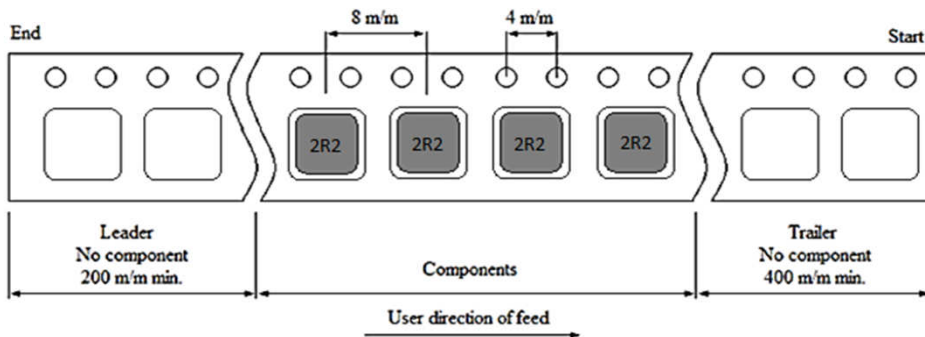 8 m/m
4 m/m
End
Start
2R2
2R2
2R2
2R2
Leader
No component
200 m/m min.
Components
Trailer
No component
400 m/m min.
User direction of feed